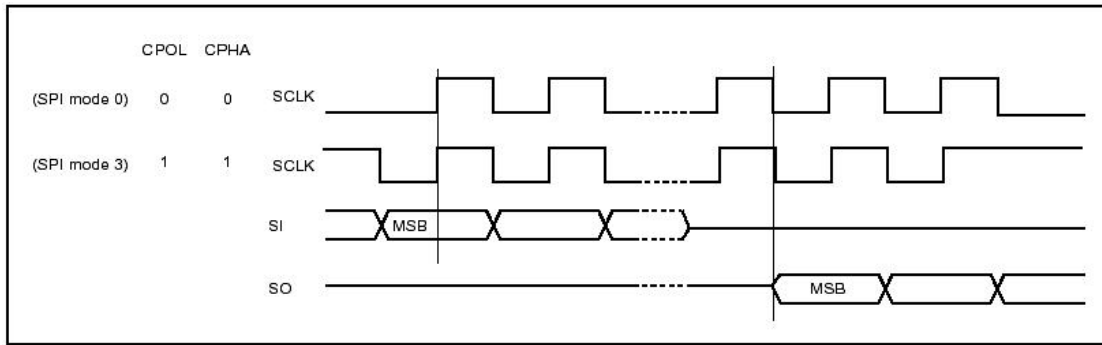 CPOL CPHA
(SPI mode 0) 0 0 SCLK
(SPI mode 3) 1 1 SCLK
SI MSB
SO MSB